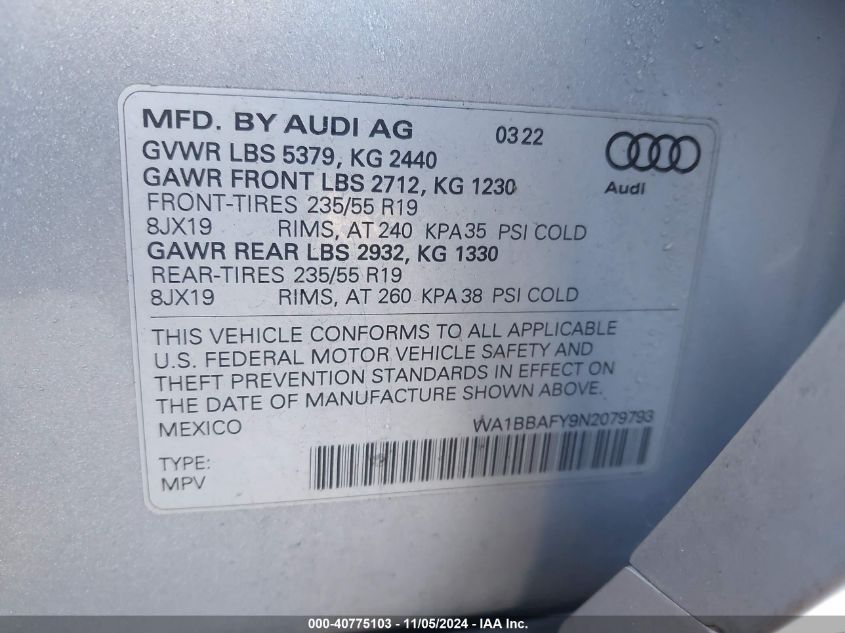 MFD. BY AUDI AG 0322
GVWR LBS 5379, KG 2440
GAWR FRONT LBS 2712, KG 1230
Audi
FRONT-TIRES 235/55 R19
8JX19 RIMS, AT 240 KPA 35 PSI COLD
GAWR REAR LBS 2932, KG 1330
REAR-TIRES 235/55 R19
8JX19 RIMS, AT 260 KPA 38 PSI COLD
THIS VEHICLE CONFORMS TO ALL APPLICABLE
U.S. FEDERAL MOTOR VEHICLE SAFETY AND
THEFT PREVENTION STANDARDS IN EFFECT ON
THE DATE OF MANUFACTURE SHOWN ABOVE.
MEXICO WA1BBAFY9N2079793
TYPE:
MPV
000-40775103 - 11/05/2024 - IAA Inc.